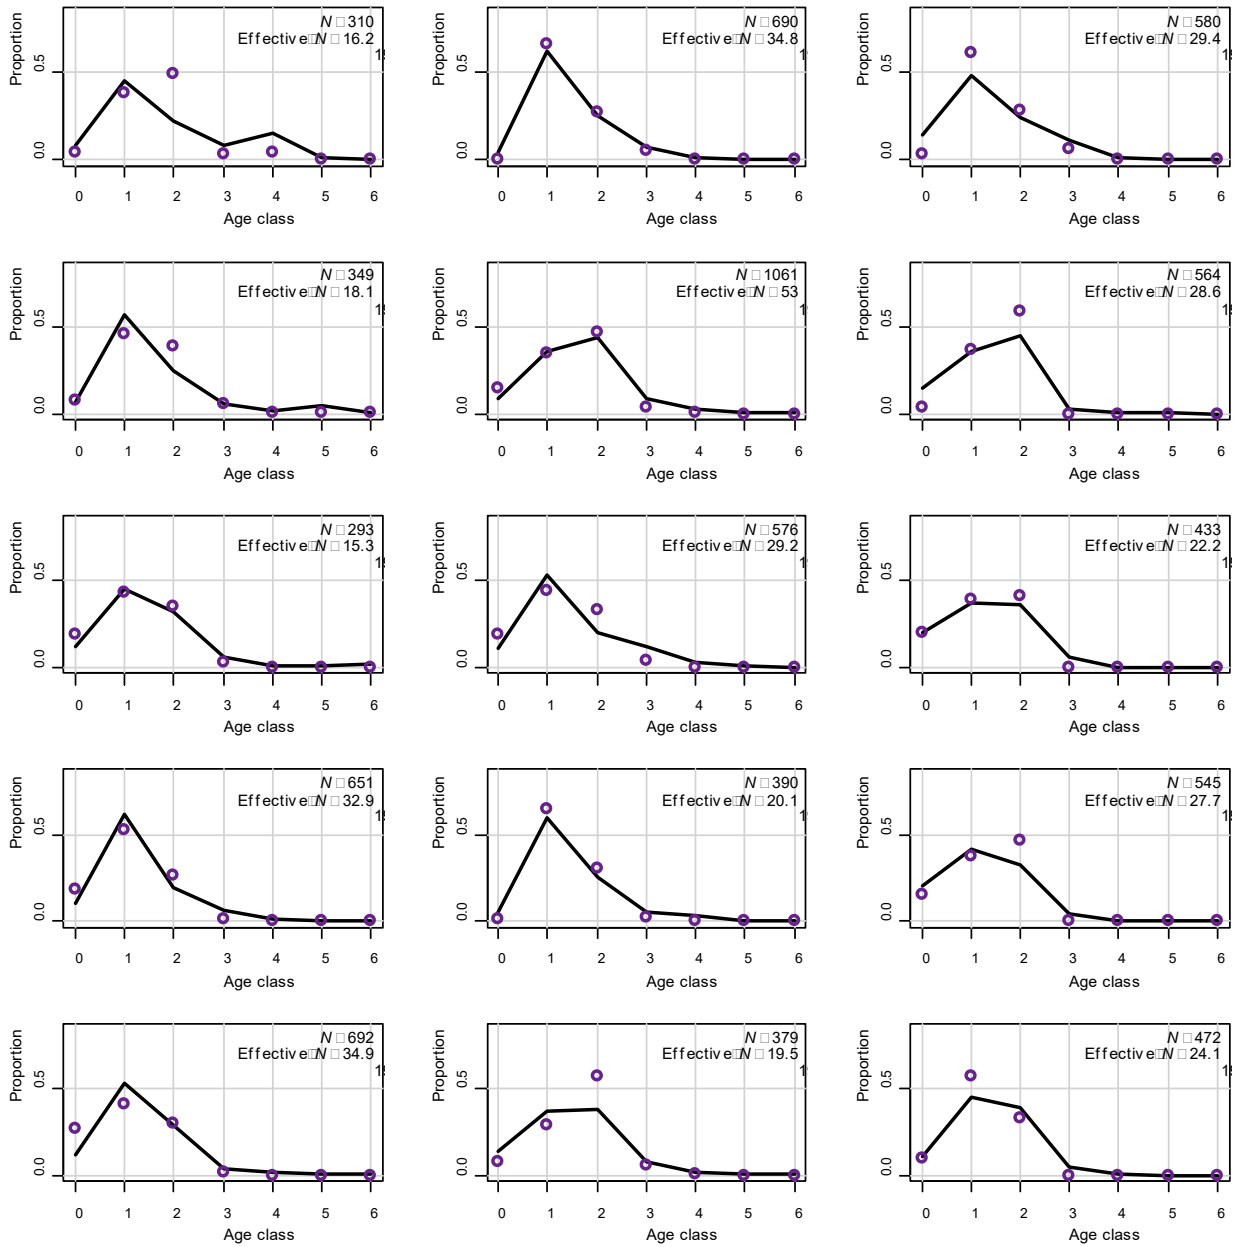 N □ 310
Effective □ N □ 16.2
Proportion
0.5
0.0
0 1 2 3 4 5 6
Age class
N □ 690
Effective □ N □ 34.8
Proportion
0.5
0.0
0 1 2 3 4 5 6
Age class
N □ 580
Effective □ N □ 29.4
Proportion
0.5
0.0
0 1 2 3 4 5 6
Age class
N □ 349
Effective □ N □ 18.1
Proportion
0.5
0.0
0 1 2 3 4 5 6
Age class
N □ 1061
Effective □ N □ 53
Proportion
0.5
0.0
0 1 2 3 4 5 6
Age class
N □ 564
Effective □ N □ 28.6
Proportion
0.5
0.0
0 1 2 3 4 5 6
Age class
N □ 293
Effective □ N □ 15.3
Proportion
0.5
0.0
0 1 2 3 4 5 6
Age class
N □ 576
Effective □ N □ 29.2
Proportion
0.5
0.0
0 1 2 3 4 5 6
Age class
N □ 433
Effective □ N □ 22.2
Proportion
0.5
0.0
0 1 2 3 4 5 6
Age class
N □ 651
Effective □ N □ 32.9
Proportion
0.5
0.0
0 1 2 3 4 5 6
Age class
N □ 390
Effective □ N □ 20.1
Proportion
0.5
0.0
0 1 2 3 4 5 6
Age class
N □ 545
Effective □ N □ 27.7
Proportion
0.5
0.0
0 1 2 3 4 5 6
Age class
N □ 692
Effective □ N □ 34.9
Proportion
0.5
0.0
0 1 2 3 4 5 6
Age class
N □ 379
Effective □ N □ 19.5
Proportion
0.5
0.0
0 1 2 3 4 5 6
Age class
N □ 472
Effective □ N □ 24.1
Proportion
0.5
0.0
0 1 2 3 4 5 6
Age class